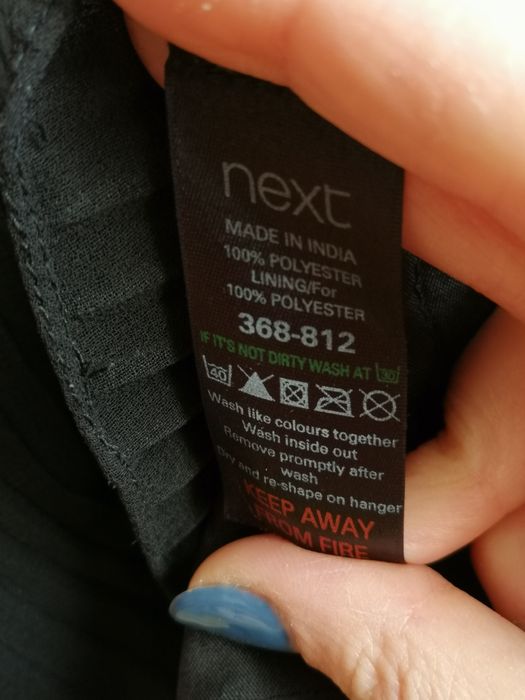 next
MADE IN INDIA
100% POLYESTER
LINING/For
100% POLYESTER
368-812
IF IT'S NOT DIRTY WASH AT 30
40
Wash like colours together
Wash inside out
Remove promptly after
wash
Dry and re-shape on hanger
KEEP AWAY
FROM FIRE